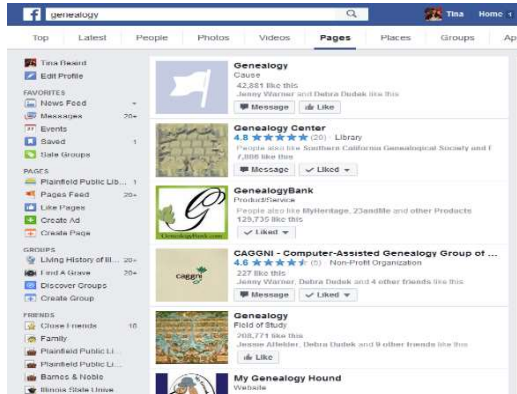 f genealogy Tina Home 1
Top Latest People Photos Videos Pages Places Groups Ap
Tina Beaird
Edit Profile
FAVORITES
News Feed
Messages 20+
Events
Saved 1
Sale Groups
PAGES
Plainfield Public Lib... 1
Pages Feed 20+
Like Pages
Create Ad
Create Page
GROUPS
Living History of Ill... 20+
Find A Grave 20+
Discover Groups
Create Group
FRIENDS
Close Friends 18
Family
Plainfield Public Li...
Plainfield Public Li...
Barnes & Noble
Illinois State Unive
Genealogy
Cause
42,881 like this
Jenny Warner and Debra Dudek like this
Message Like
Genealogy Center
4.8 ★★★★★ (20) · Library
People also like Southern California Genealogical Society and F
7,808 like this
Message Liked
GenealogyBank.com
GenealogyBank
Product/Service
People also like MyHeritage, 23andMe and other Products
129,735 like this
Liked
caggni
CAGGNI - Computer-Assisted Genealogy Group of ...
4.6 ★★★★★ (5) · Non-Profit Organization
227 like this
Jenny Warner, Debra Dudek and 4 other friends like this
Message Liked
Genealogy
Field of Study
208,771 like this
Jessie Debra Dudek and 9 other friends like this
Like
My Genealogy Hound
Website